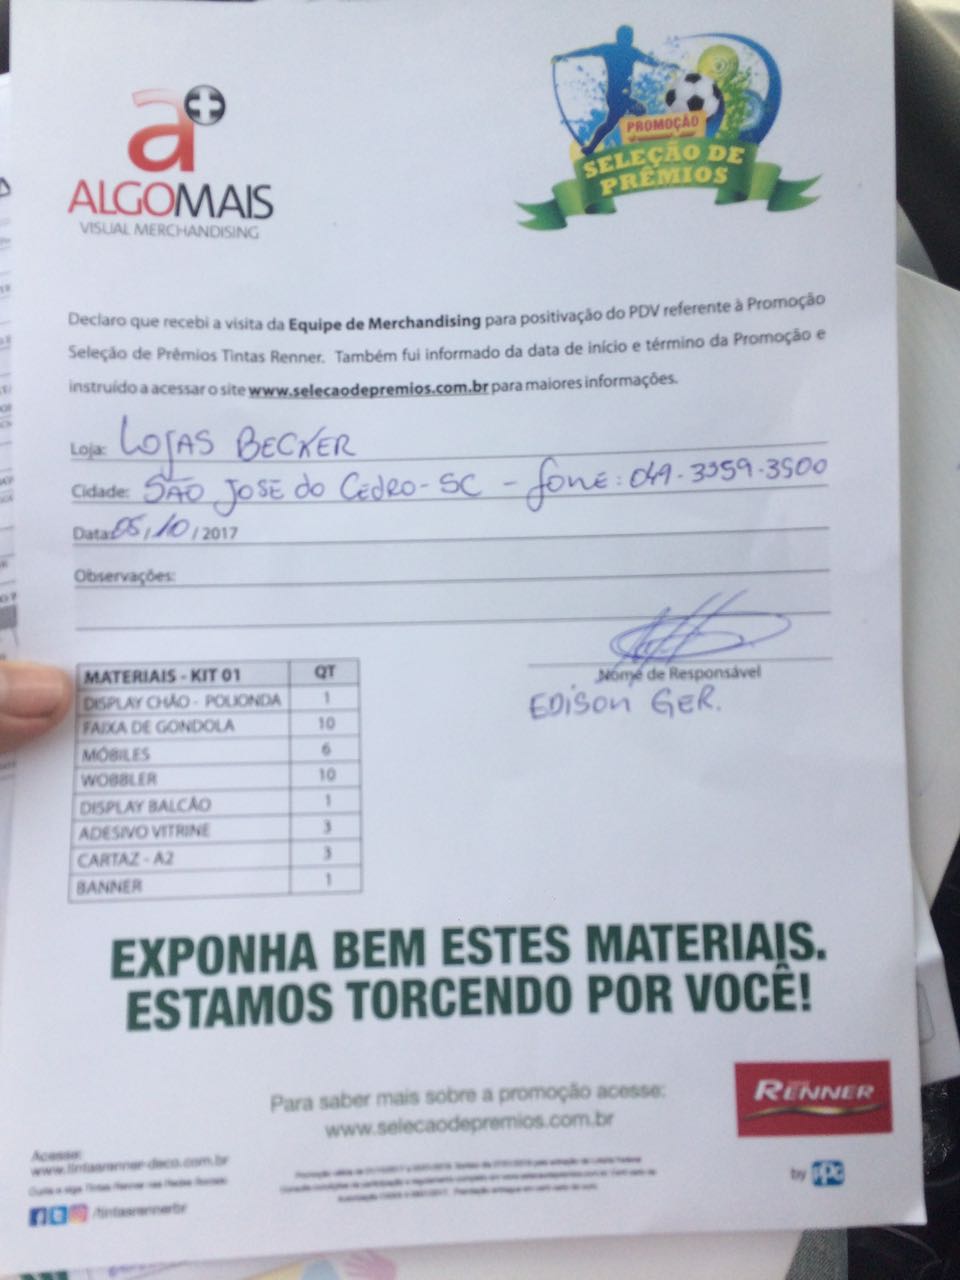 a+
ALGOMAIS
VISUAL MERCHANDISING
PROMOÇÃO
SELEÇÃO DE
PRÊMIOS
Declaro que recebi a visita da Equipe de Merchandising para positivação do PDV referente à Promoção
Seleção de Prêmios Tintas Renner. Também fui informado da data de início e término da Promoção e
instruído a acessar o site www.selecaodepremios.com.br para maiores informações.
Loja: LOJAS BECKER
Cidade: SÃO JOSE DO CEDRO - SC - FONE: 049-3359-3500
Data: 05/10/2017
Observações:
Nome de Responsável
EDISON GER.
MATERIAIS - KIT 01 QT
DISPLAY CHÃO - POLIONDA 1
FAIXA DE GONDOLA 10
MÓBILES 6
WOBBLER 10
DISPLAY BALCÃO 1
ADESIVO VITRINE 3
CARTAZ - A2 3
BANNER 1
EXPONHA BEM ESTES MATERIAIS.
ESTAMOS TORCENDO POR VOCÊ!
Para saber mais sobre a promoção acesse:
www.selecaodepremios.com.br
RENNER
by PPG
Acesse:
www.tintasrenner-deco.com.br
Curta e siga Tintas Renner nas Redes Sociais
/tintasrennerbr